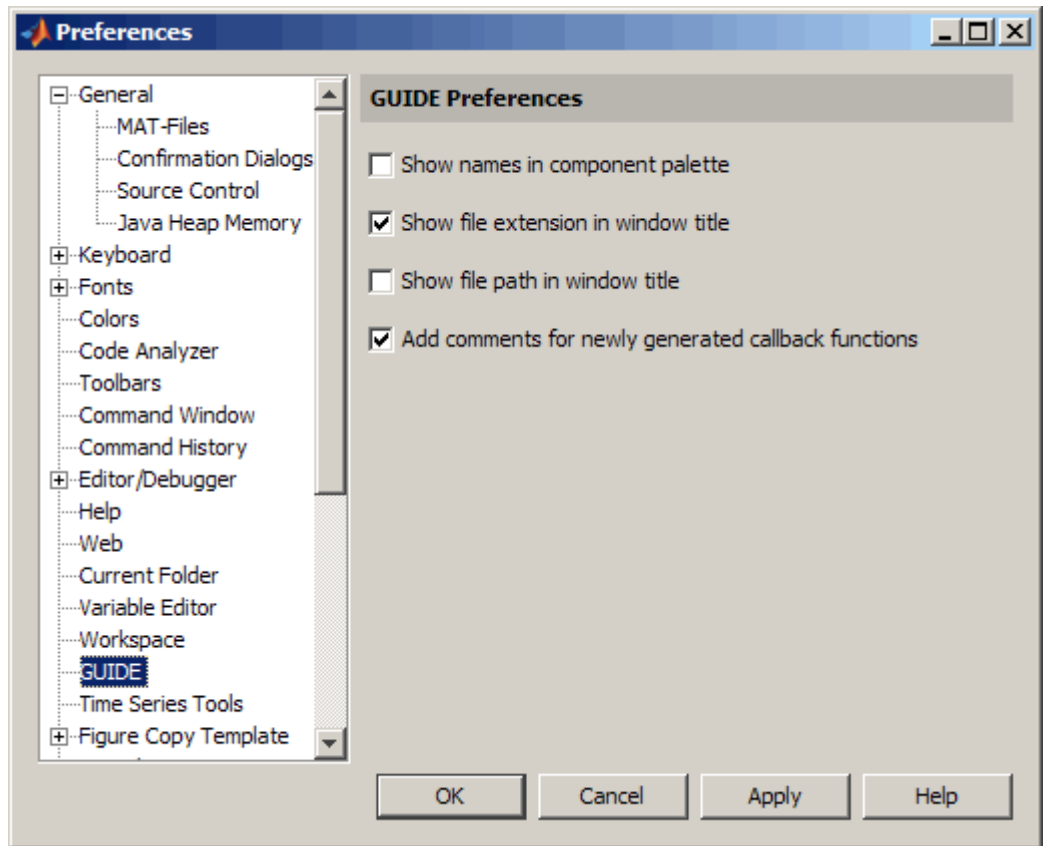 Preferences
General
MAT-Files
Confirmation Dialogs
Source Control
Java Heap Memory
Keyboard
Fonts
Colors
Code Analyzer
Toolbars
Command Window
Command History
Editor/Debugger
Help
Web
Current Folder
Variable Editor
Workspace
GUIDE
Time Series Tools
Figure Copy Template
GUIDE Preferences
Show names in component palette
Show file extension in window title
Show file path in window title
Add comments for newly generated callback functions
OK Cancel Apply Help